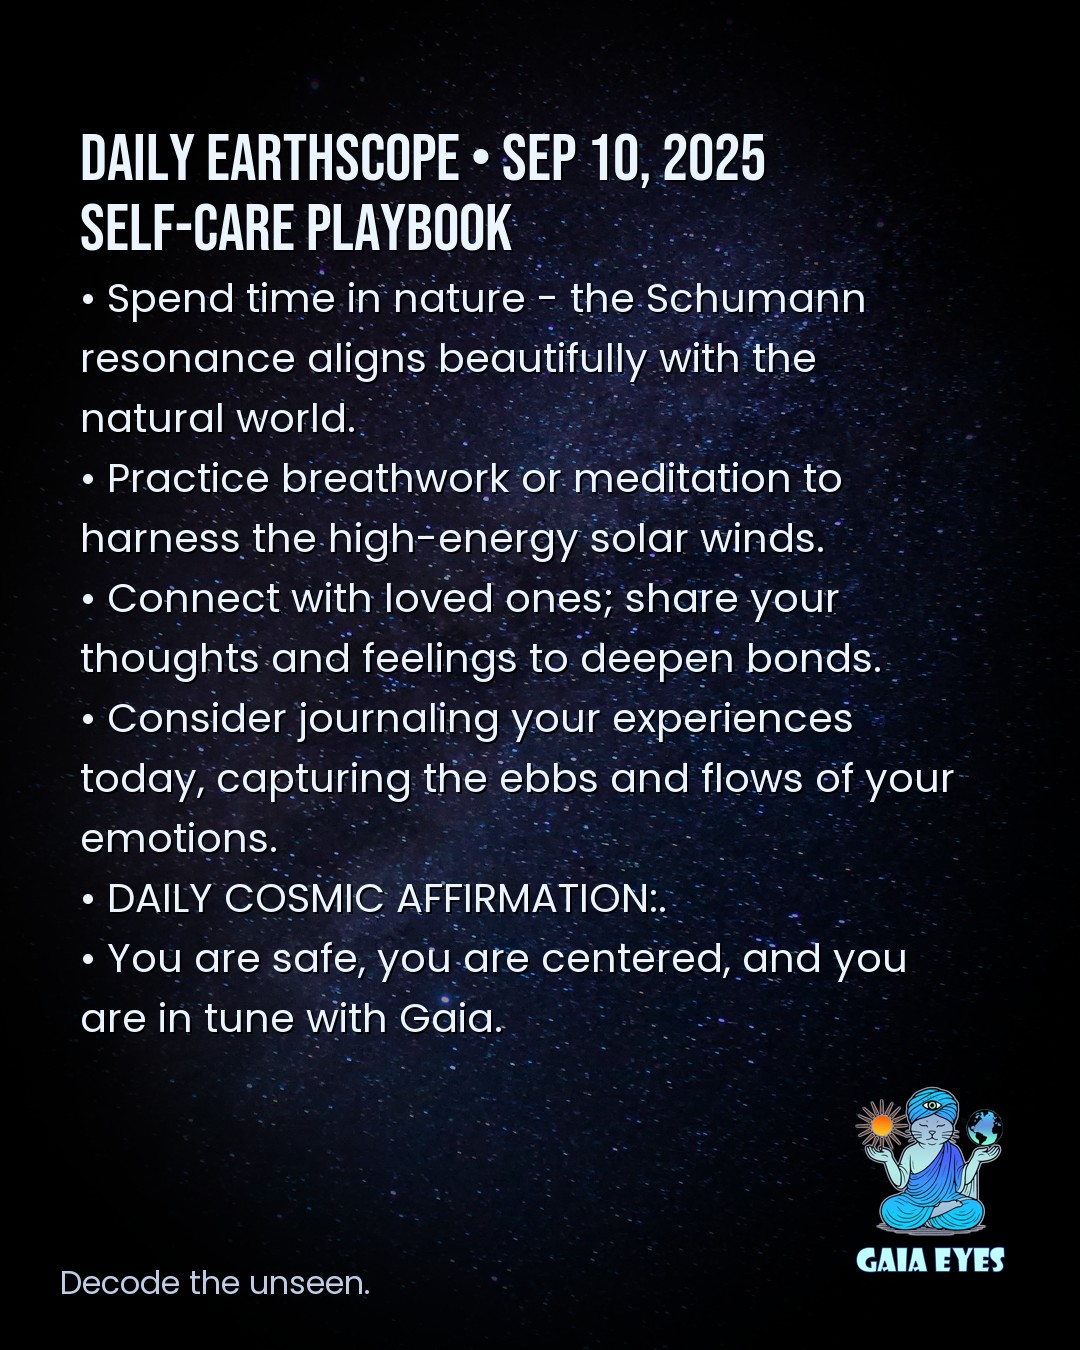 DAILY EARTHSCOPE • SEP 10, 2025
SELF-CARE PLAYBOOK
• Spend time in nature - the Schumann
resonance aligns beautifully with the
natural world.
• Practice breathwork or meditation to
harness the high-energy solar winds.
• Connect with loved ones; share your
thoughts and feelings to deepen bonds.
• Consider journaling your experiences
today, capturing the ebbs and flows of your
emotions.
• DAILY COSMIC AFFIRMATION:.
• You are safe, you are centered, and you
are in tune with Gaia.
GAIA EYES
Decode the unseen.